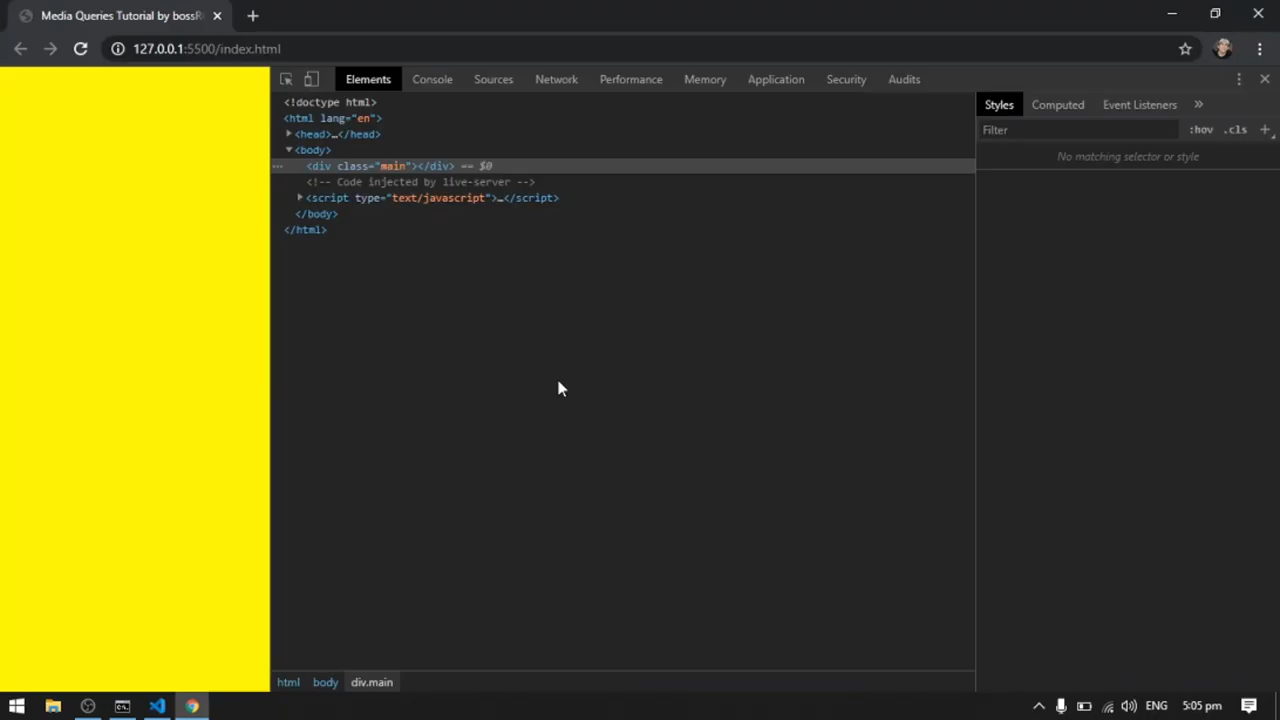 Media Queries Tutorial by bossR
127.0.0.1:5500/index.html
Elements Console Sources Network Performance Memory Application Security Audits
<!doctype html>
<html lang="en">
<head>…</head>
<body>
<div class="main"></div> == $0
<!-- Code injected by live-server -->
<script type="text/javascript">…</script>
</body>
</html>
Styles Computed Event Listeners »
Filter :hov .cls +
No matching selector or style
html body div.main
ENG 5:05 pm